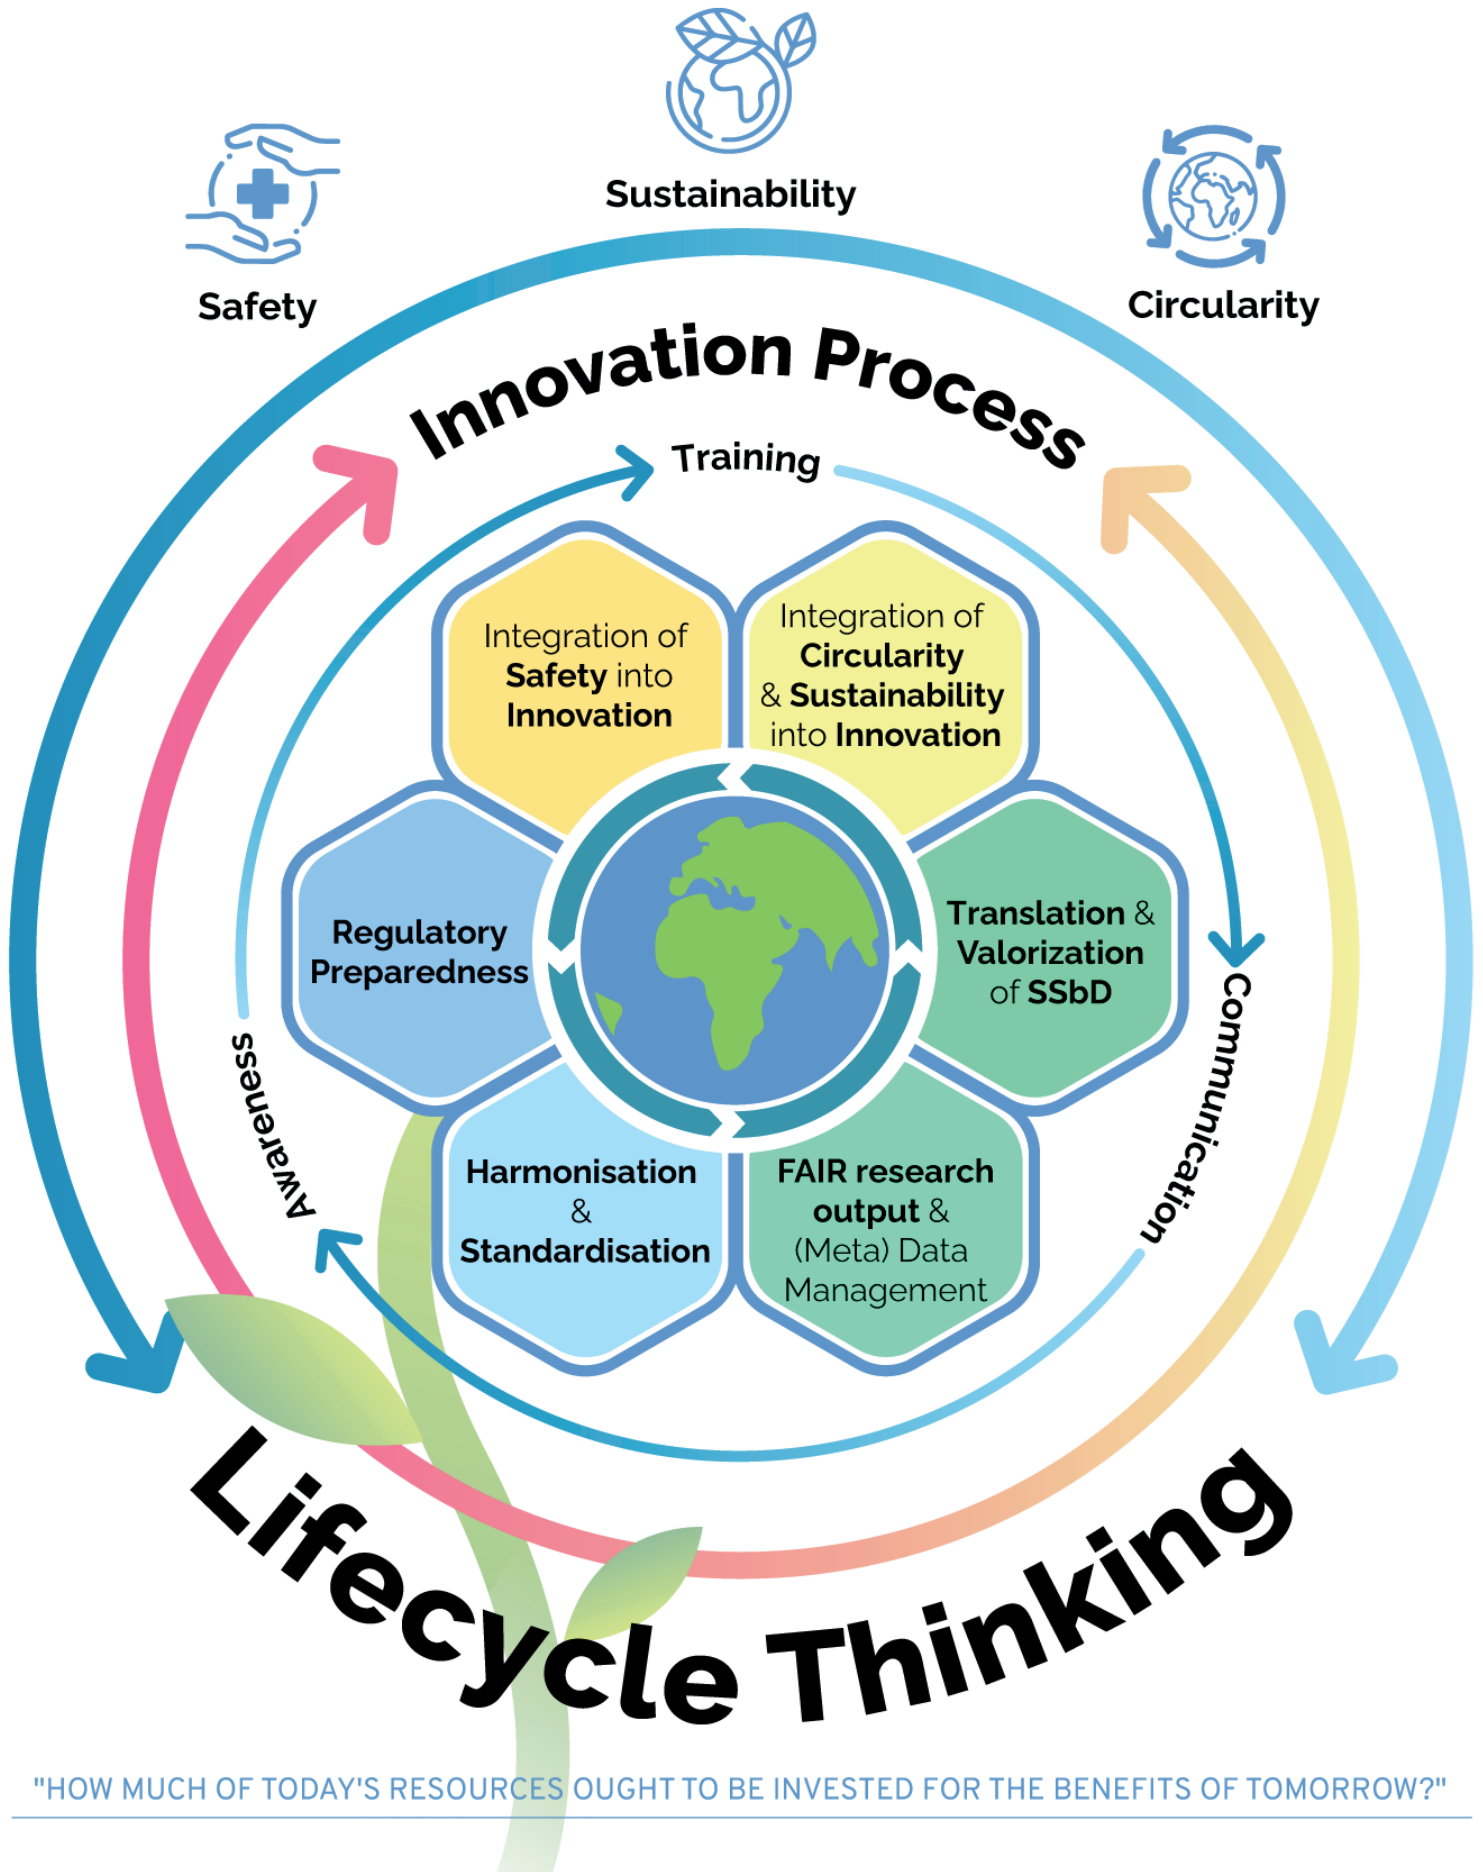 Sustainability
Safety
Circularity
Innovation Process
Training
Integration of
Safety into
Innovation
Integration of
Circularity
& Sustainability
into Innovation
Regulatory
Preparedness
Translation &
Valorization
of SSbD
Communication
Awareness
Harmonisation
&
Standardisation
FAIR research
output &
(Meta) Data
Management
Lifecycle Thinking
"HOW MUCH OF TODAY'S RESOURCES OUGHT TO BE INVESTED FOR THE BENEFITS OF TOMORROW?"